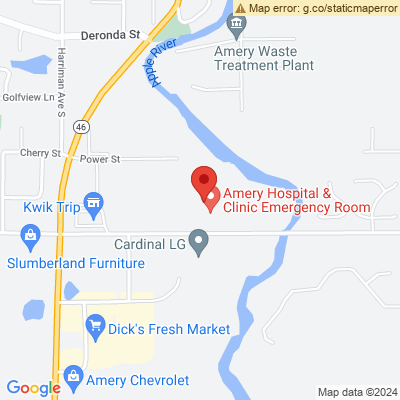 Map error: g.co/staticmaperror
Deronda St
Harriman Ave S
Apple River
Amery Waste
Treatment Plant
Golfview Ln
46
Cherry St
Power St
Amery Hospital &
Clinic Emergency Room
Kwik Trip
Cardinal LG
Slumberland Furniture
Dick's Fresh Market
Amery Chevrolet
Google
Map data ©2024